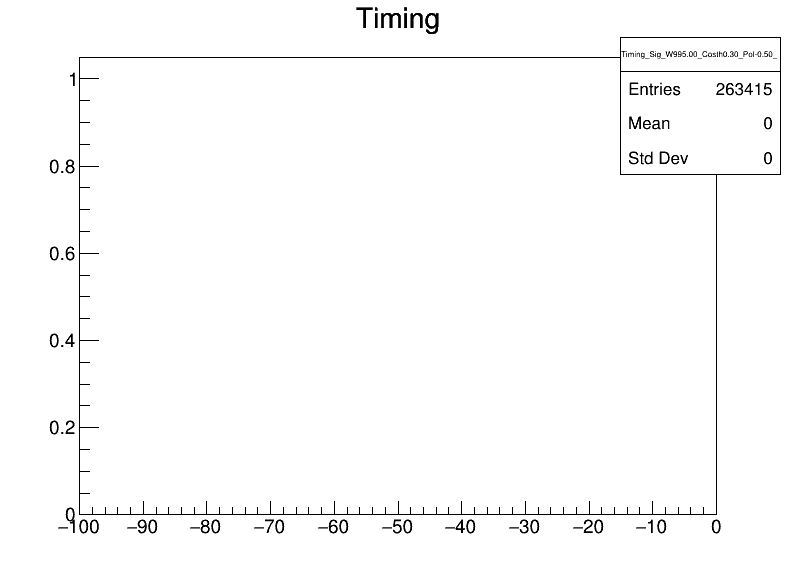 Timing
Timing_Sig_W995.00_Costh0.30_Pol-0.50_
Entries 263415
Mean 0
Std Dev 0
1
0.8
0.6
0.4
0.2
0
−100 −90 −80 −70 −60 −50 −40 −30 −20 −10 0